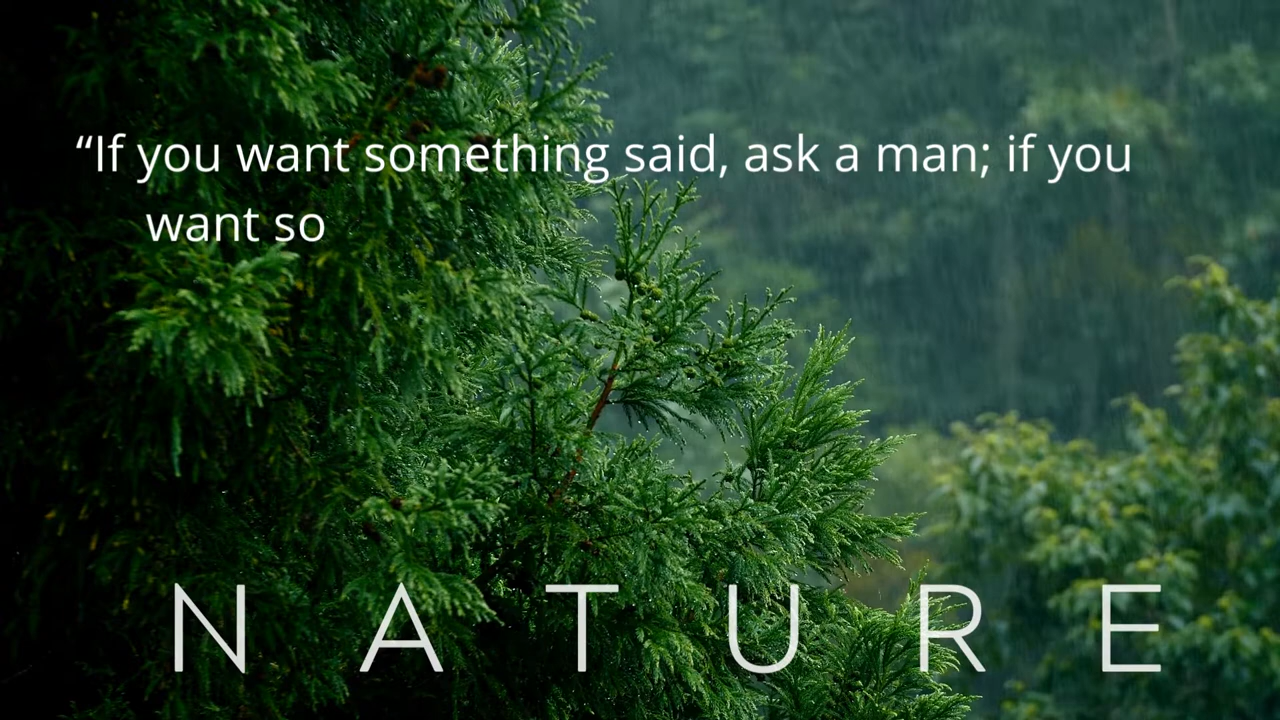 “If you want something said, ask a man; if you
want so
N A T U R E